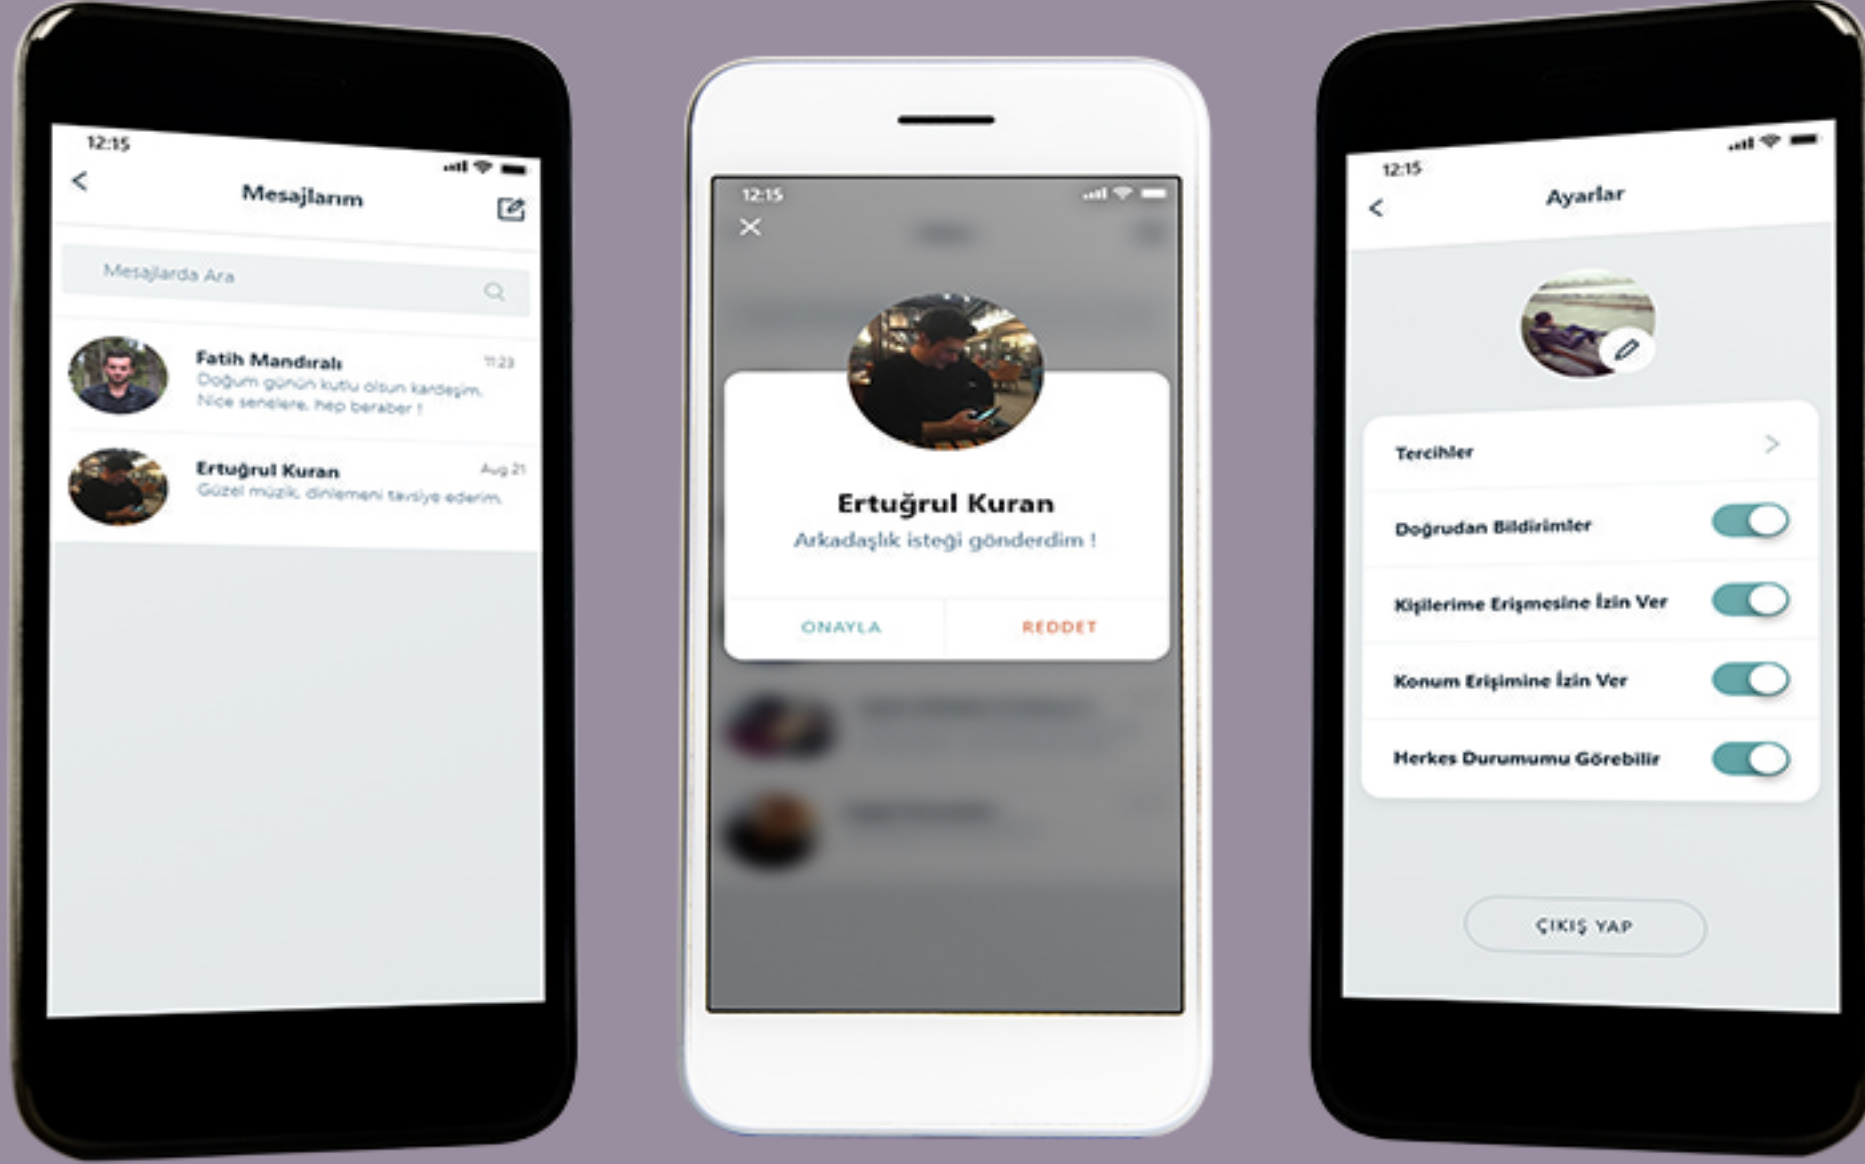 12:15
Mesajlarım
Mesajlarda Ara
Fatih Mandıralı
11:23
Doğum günün kutlu olsun kardeşim.
Nice senelere, hep beraber !
Ertuğrul Kuran
Aug 21
Güzel müzik, dinlemeni tavsiye ederim.
12:15
Ertuğrul Kuran
Arkadaşlık isteği gönderdim !
ONAYLA
REDDET
12:15
Ayarlar
Tercihler
Doğrudan Bildirimler
Kişilerime Erişmesine İzin Ver
Konum Erişimine İzin Ver
Herkes Durumumu Görebilir
ÇIKIŞ YAP